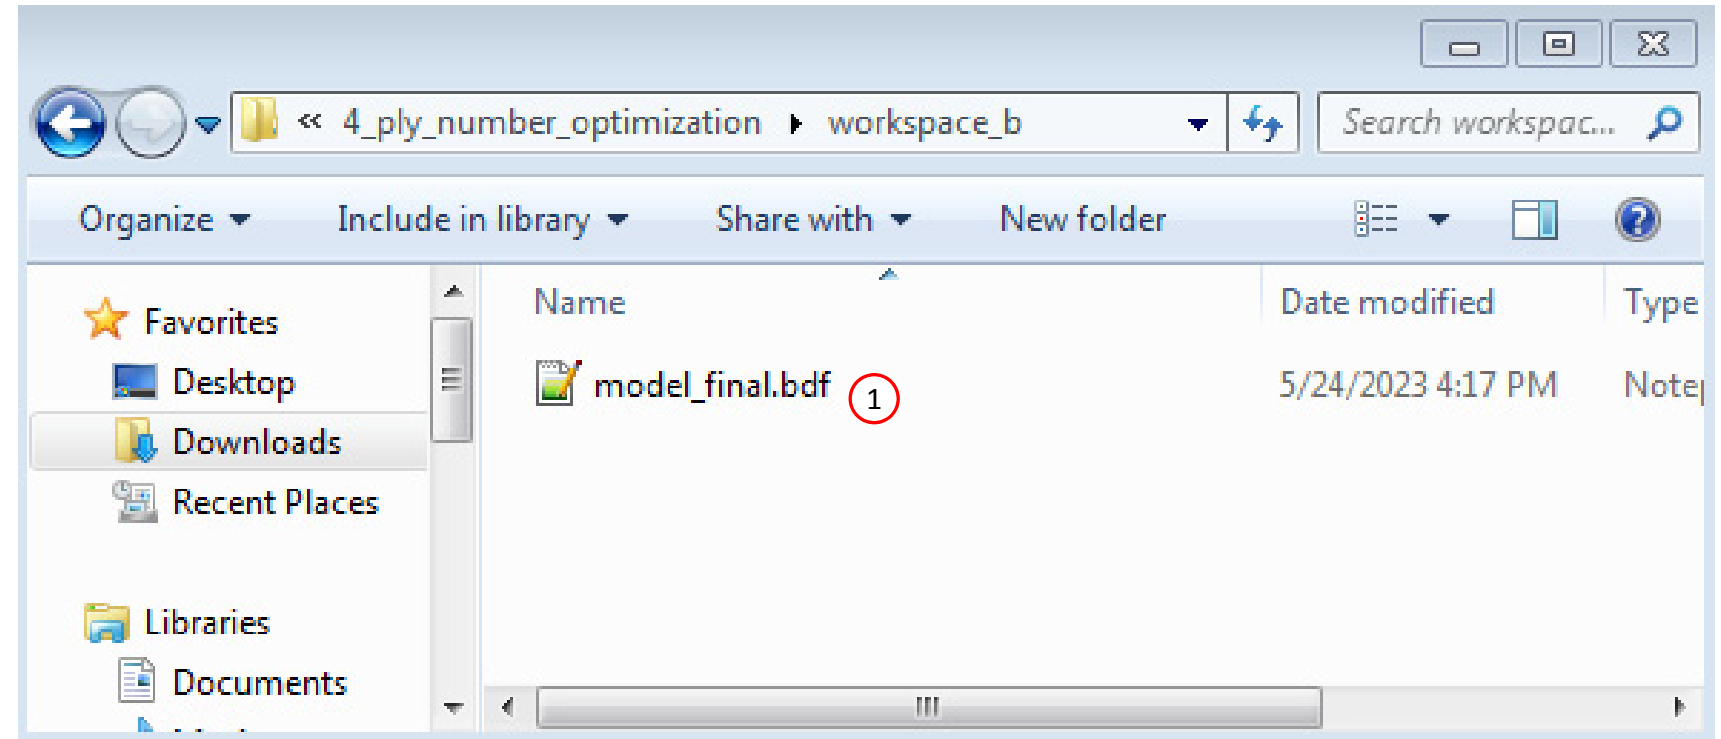 « 4_ply_number_optimization ▸ workspace_b
Search workspac...
Organize
Include in library
Share with
New folder
Name
Date modified
Type
Favorites
Desktop
Downloads
Recent Places
Libraries
Documents
model_final.bdf
1
5/24/2023 4:17 PM